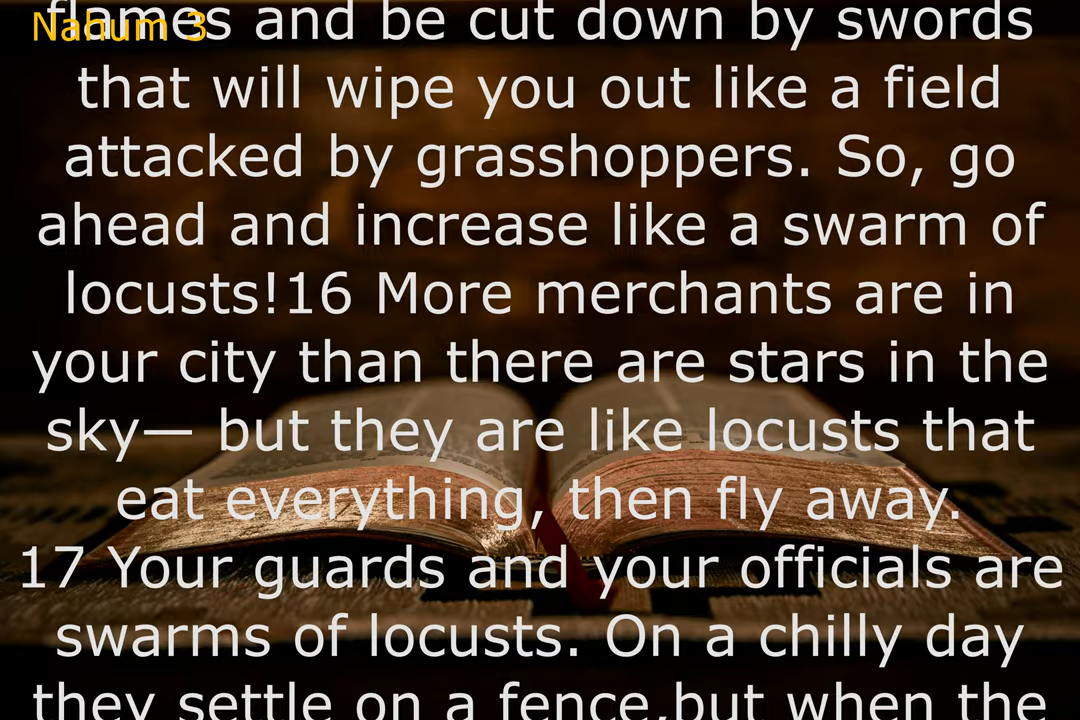 Nahum 3
flames and be cut down by swords
that will wipe you out like a field
attacked by grasshoppers. So, go
ahead and increase like a swarm of
locusts!16 More merchants are in
your city than there are stars in the
sky— but they are like locusts that
eat everything, then fly away.
17 Your guards and your officials are
swarms of locusts. On a chilly day
they settle on a fence,but when the